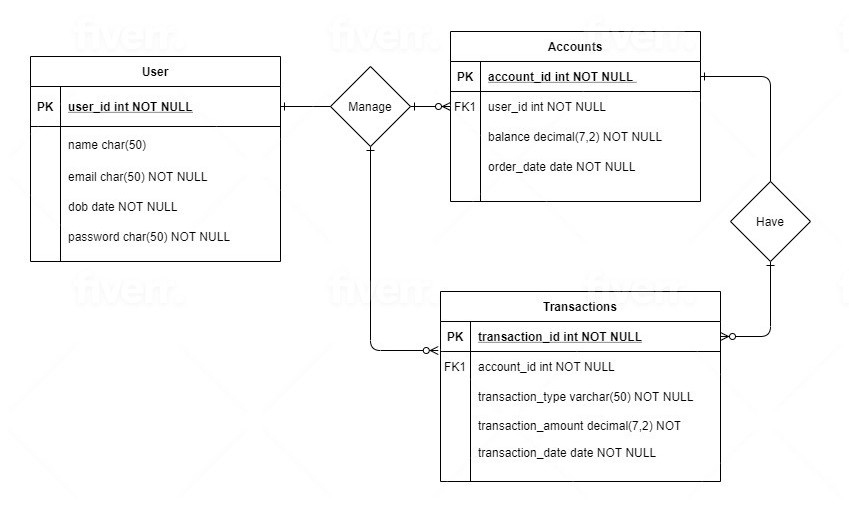 User
PK user_id int NOT NULL
name char(50)
email char(50) NOT NULL
dob date NOT NULL
password char(50) NOT NULL
Manage
Accounts
PK account_id int NOT NULL
FK1 user_id int NOT NULL
balance decimal(7,2) NOT NULL
order_date date NOT NULL
Have
Transactions
PK transaction_id int NOT NULL
FK1 account_id int NOT NULL
transaction_type varchar(50) NOT NULL
transaction_amount decimal(7,2) NOT
transaction_date date NOT NULL
fiverr.
fiverr.
fiverr.
fiverr.
fiverr.
fiverr.